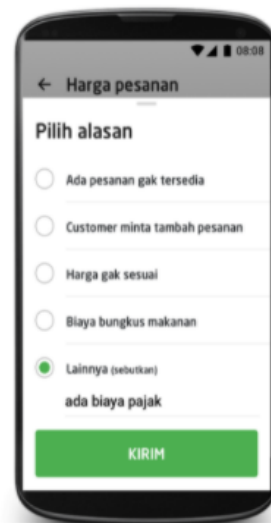 08:08
← Harga pesanan
Pilih alasan
Ada pesanan gak tersedia
Customer minta tambah pesanan
Harga gak sesuai
Biaya bungkus makanan
Lainnya (sebutkan)
ada biaya pajak
KIRIM